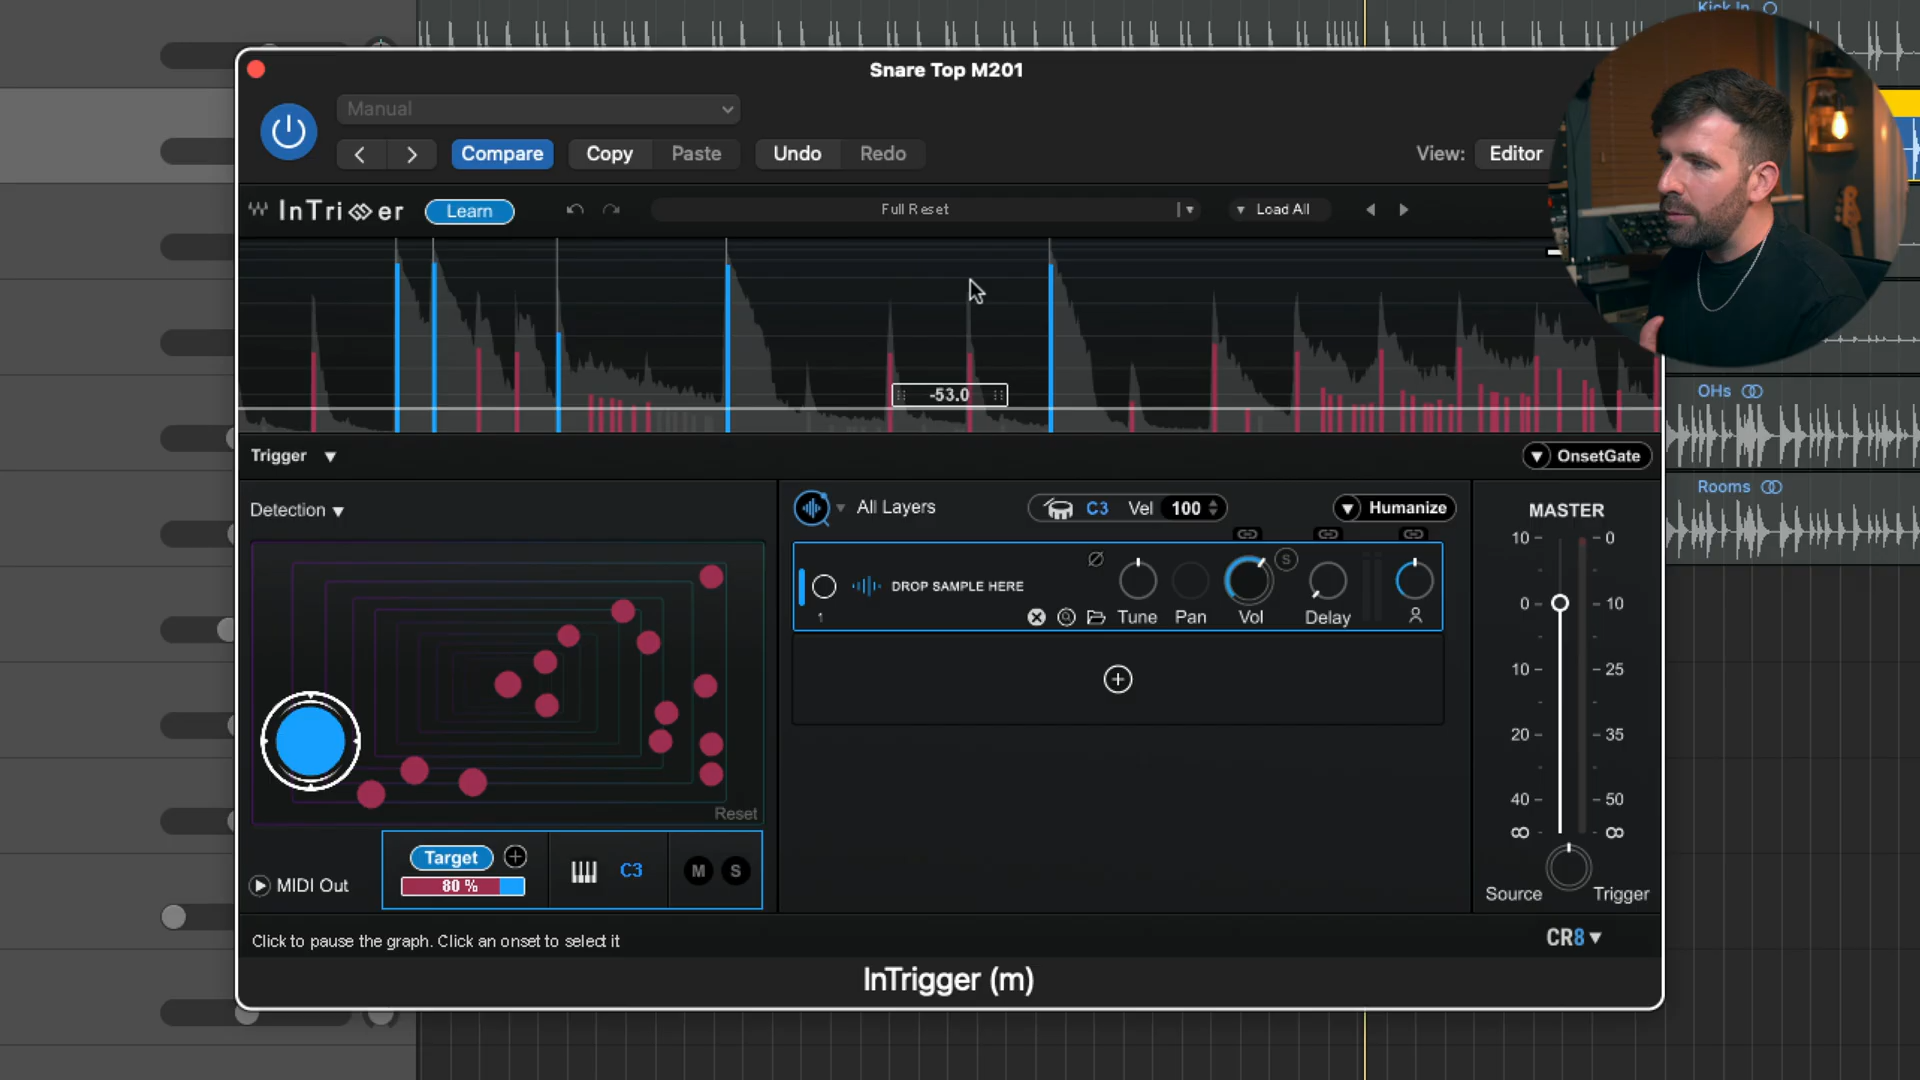 Kick In
Snare Top M201
Manual
Compare Copy Paste Undo Redo View: Editor
InTrigger Learn Full Reset Load All
-53.0
OHs
Trigger OnsetGate
Rooms
Detection All Layers C3 Vel 100 Humanize MASTER
10 0
S
DROP SAMPLE HERE
0 10
1 Tune Pan Vol Delay
10 25
20 35
40 50
Reset
∞ ∞
Target
80 %
C3 M S
MIDI Out
Source Trigger
Click to pause the graph. Click an onset to select it
CR8
InTrigger (m)